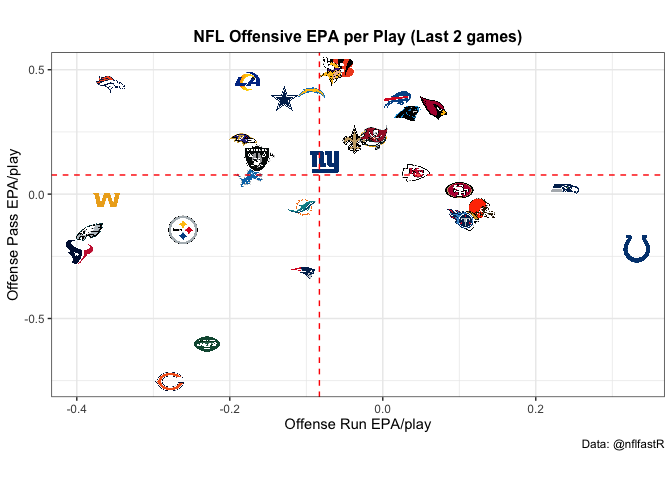 NFL Offensive EPA per Play (Last 2 games)
Offense Pass EPA/play
0.5
0.0
-0.5
ny
W
-0.4
-0.2
0.0
0.2
Offense Run EPA/play
Data: @nflfastR